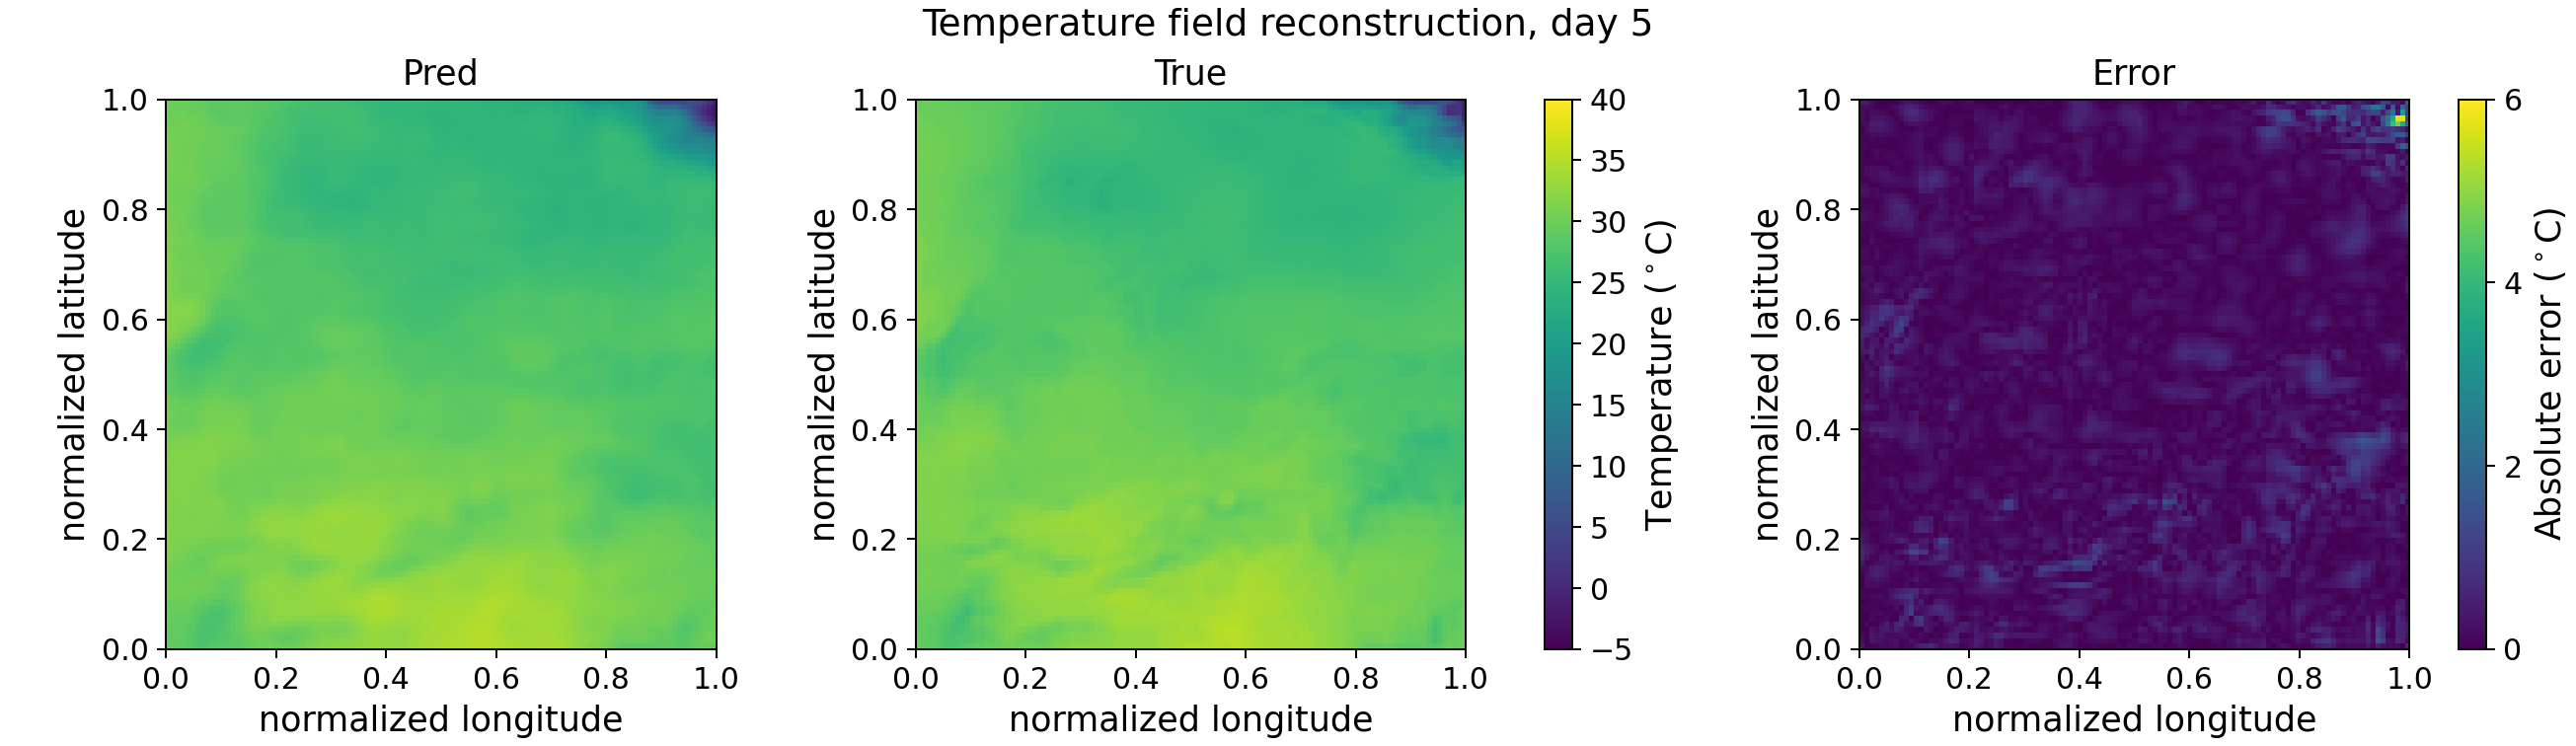 Temperature field reconstruction, day 5
Pred
True
Error
1.0
0.8
0.6
0.4
0.2
0.0
0.0 0.2 0.4 0.6 0.8 1.0
normalized latitude
normalized longitude
1.0
0.8
0.6
0.4
0.2
0.0
0.0 0.2 0.4 0.6 0.8 1.0
normalized latitude
normalized longitude
40
35
30
25
20
15
10
5
0
−5
Temperature (°C)
1.0
0.8
0.6
0.4
0.2
0.0
0.0 0.2 0.4 0.6 0.8 1.0
normalized latitude
normalized longitude
6
4
2
0
Absolute error (°C)